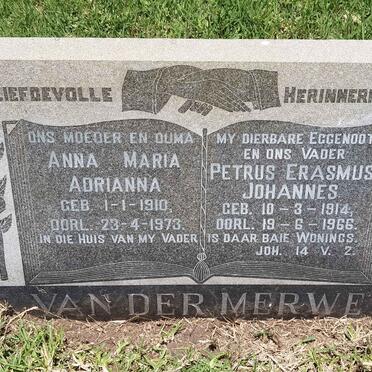 LIEFDEVOLLE HERINNERI
ONS MOEDER EN OUMA
ANNA MARIA
ADRIANNA
GEB. 1-1-1910.
OORL. 23-4-1973.
IN DIE HUIS VAN MY VADER
MY DIERBARE EGGENOOT
EN ONS VADER
PETRUS ERASMUS
JOHANNES
GEB. 10-3-1914.
OORL. 19-6-1966.
IS DAAR BAIE WONINGS.
JOH. 14 V. 2.
VAN DER MERWE